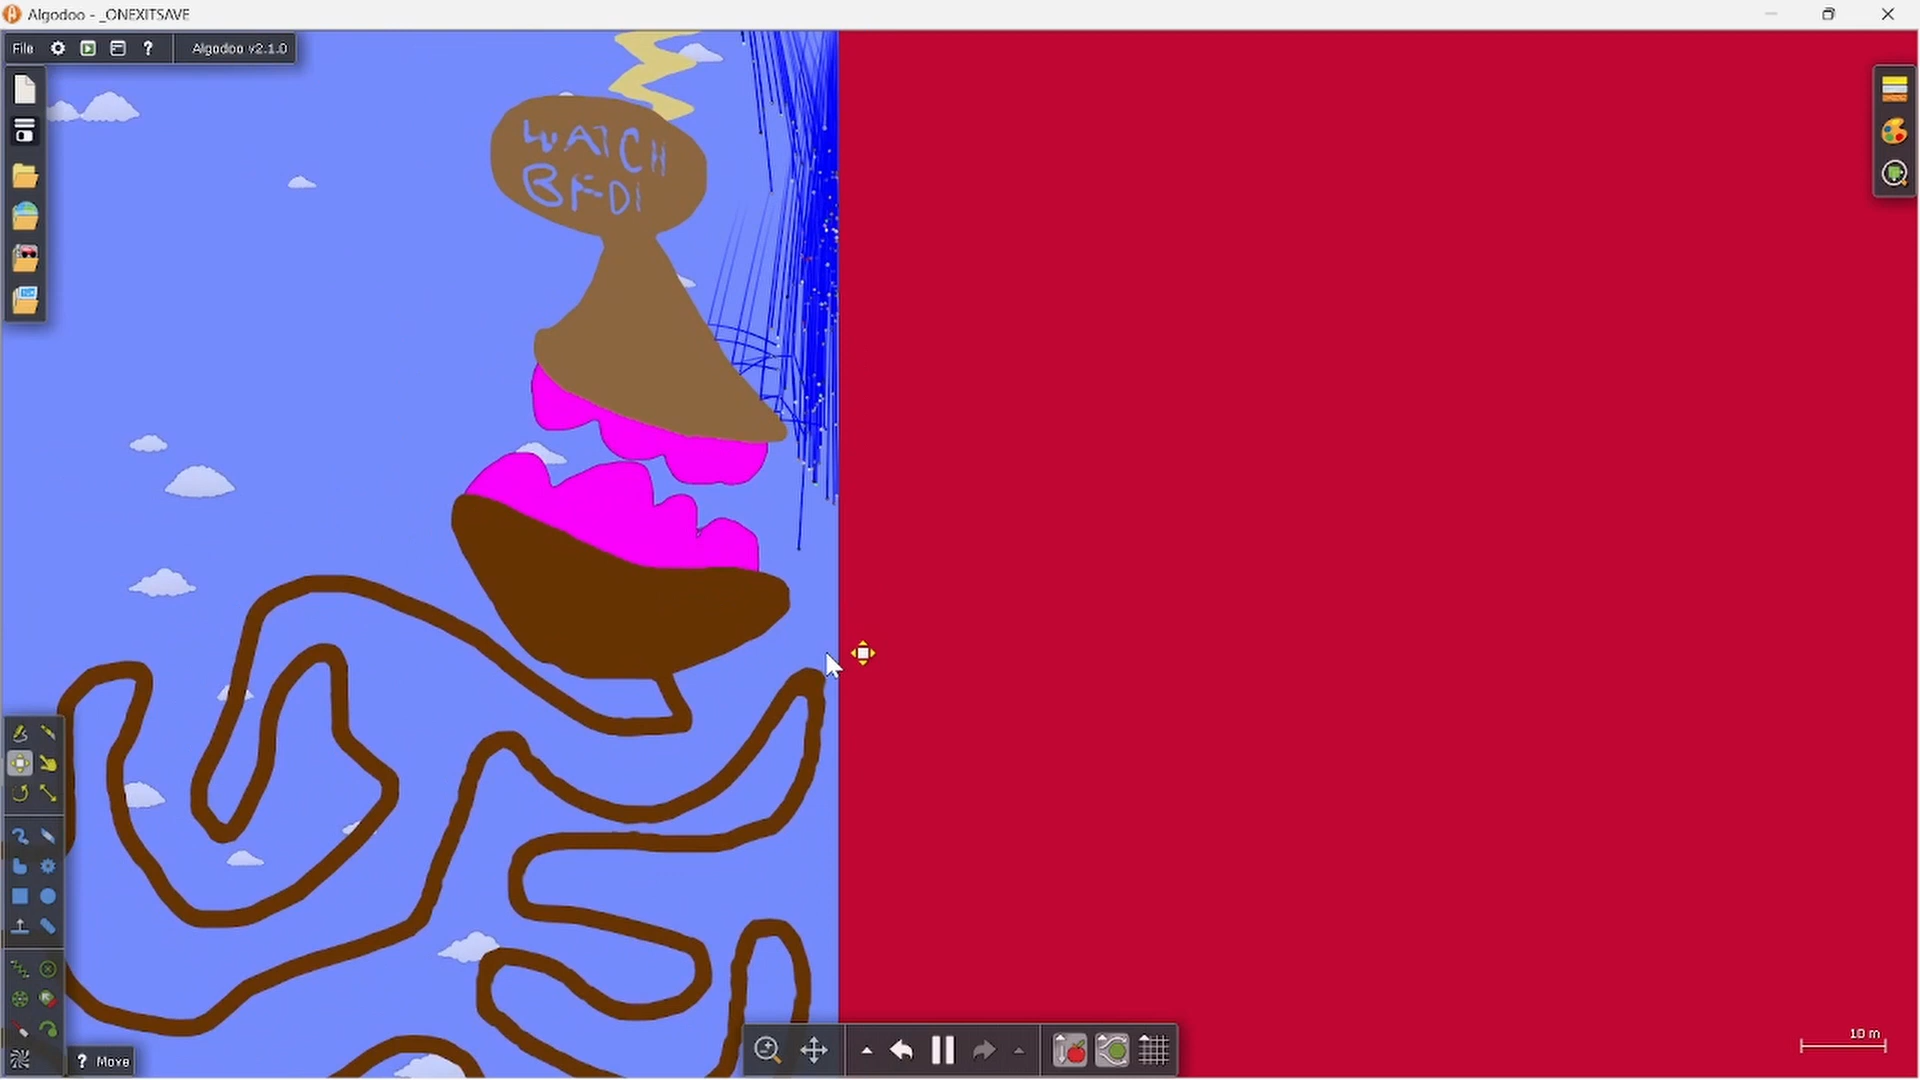 Algodoo - _ONEXITSAVE
File ? Algodoo v2.1.0
WATCH
BFDI
10 m
? Move